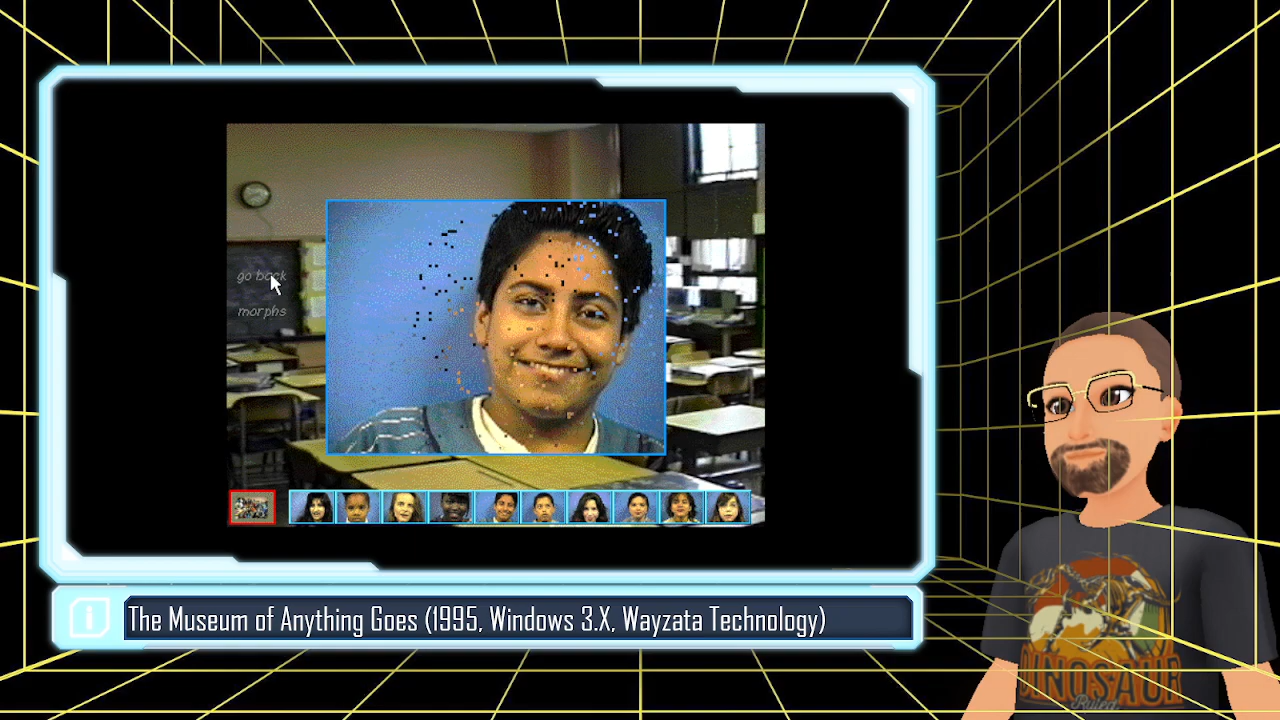 go back
morphs
The Museum of Anything Goes (1995, Windows 3.X, Wayzata Technology)
DINOSAUR